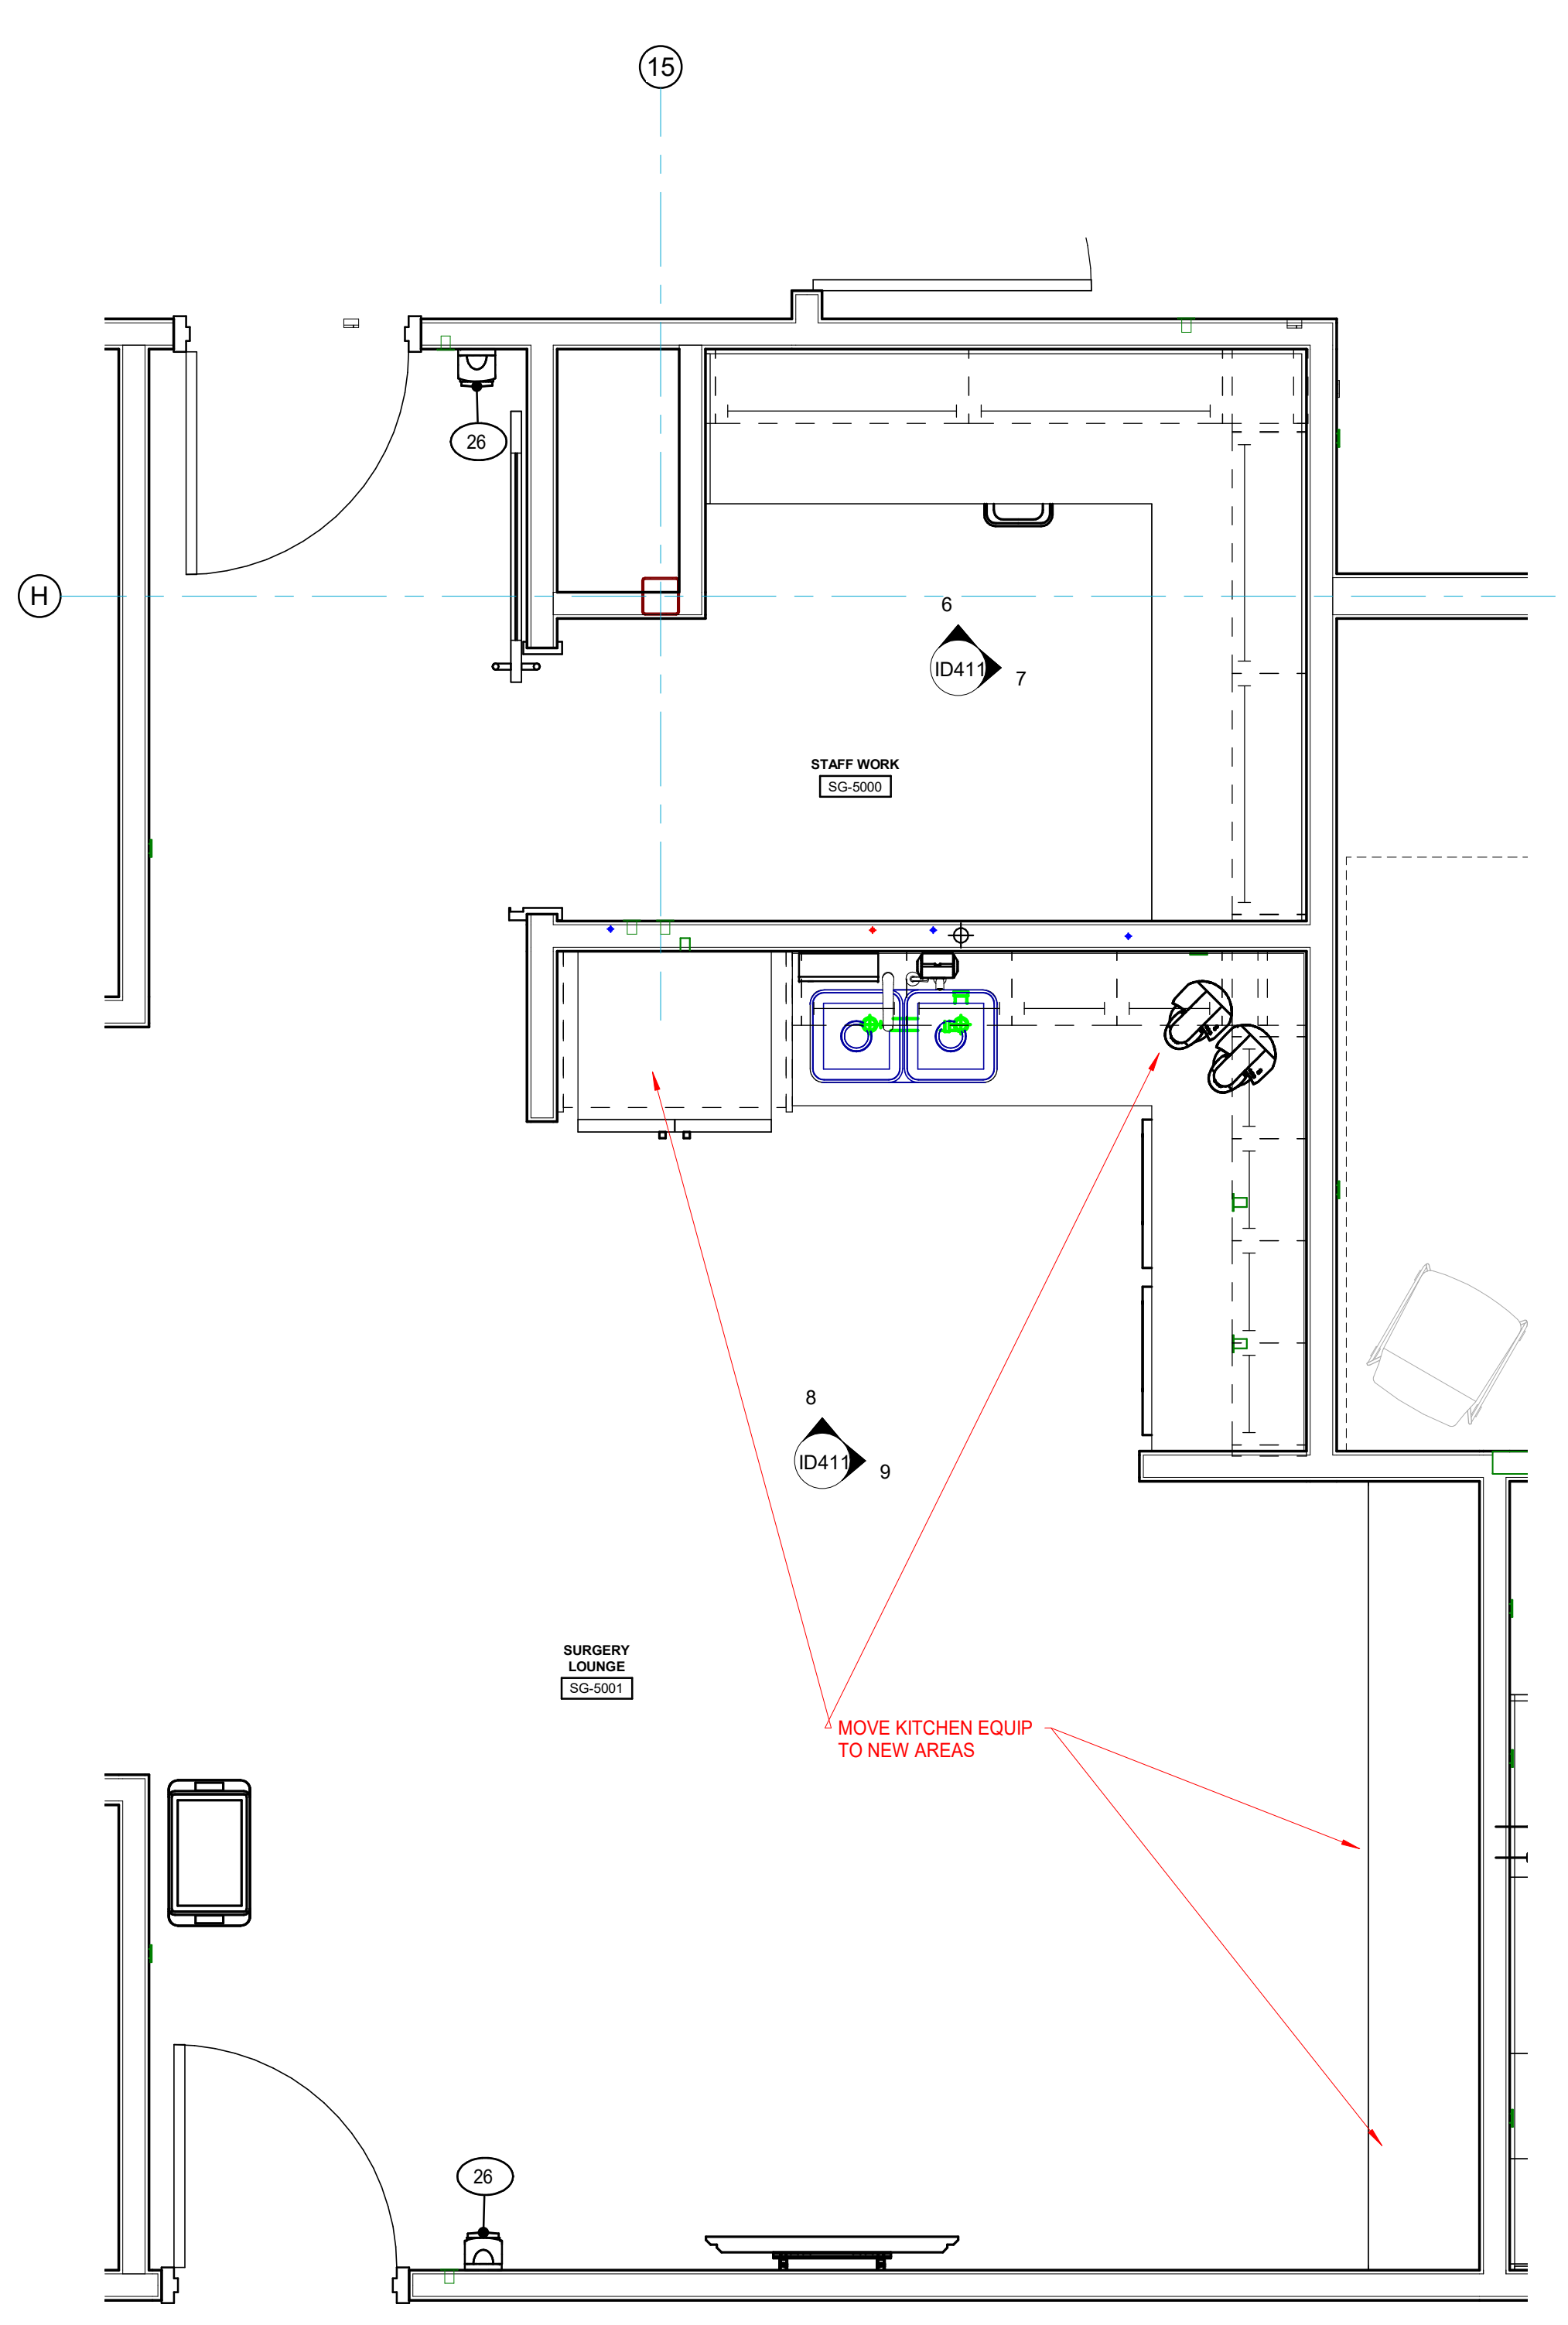 15
26
H
6
ID411
7
STAFF WORK
SG-5000
8
ID411
9
SURGERY
LOUNGE
SG-5001
MOVE KITCHEN EQUIP
TO NEW AREAS
26